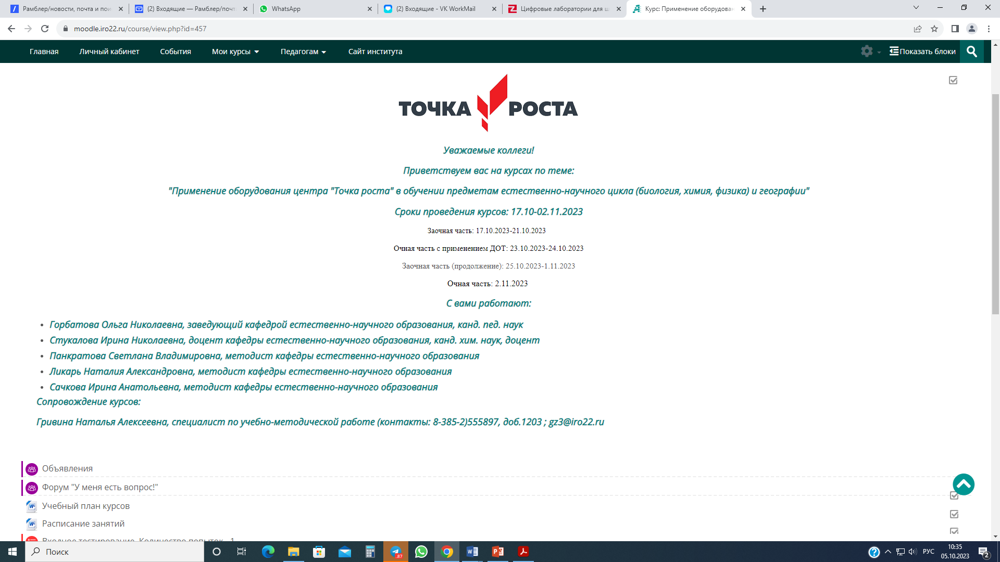 Рамблер/новости, почта и пои
(2) Входящие — Рамблер/почт
WhatsApp
(2) Входящие - VK WorkMail
Цифровые лаборатории для ш
Курс: Применение оборудован
moodle.iro22.ru/course/view.php?id=457
Главная
Личный кабинет
События
Мои курсы
Педагогам
Сайт института
Показать блоки
ТОЧКА РОСТА
Уважаемые коллеги!
Приветствуем вас на курсах по теме:
"Применение оборудования центра "Точка роста" в обучении предметам естественно-научного цикла (биология, химия, физика) и географии"
Сроки проведения курсов: 17.10-02.11.2023
Заочная часть: 17.10.2023-21.10.2023
Очная часть с применением ДОТ: 23.10.2023-24.10.2023
Заочная часть (продолжение): 25.10.2023-1.11.2023
Очная часть: 2.11.2023
С вами работают:
Горбатова Ольга Николаевна, заведующий кафедрой естественно-научного образования, канд. пед. наук
Стукалова Ирина Николаевна, доцент кафедры естественно-научного образования, канд. хим. наук, доцент
Панкратова Светлана Владимировна, методист кафедры естественно-научного образования
Ликарь Наталия Александровна, методист кафедры естественно-научного образования
Сачкова Ирина Анатольевна, методист кафедры естественно-научного образования
Сопровождение курсов:
Гривина Наталья Алексеевна, специалист по учебно-методической работе (контакты: 8-385-2)555897, доб.1203 ; gz3@iro22.ru
Объявления
Форум "У меня есть вопрос!"
Учебный план курсов
Расписание занятий
Входное тестирование. Количество попыток - 1
Поиск
87
РУС
10:35
05.10.2023
2